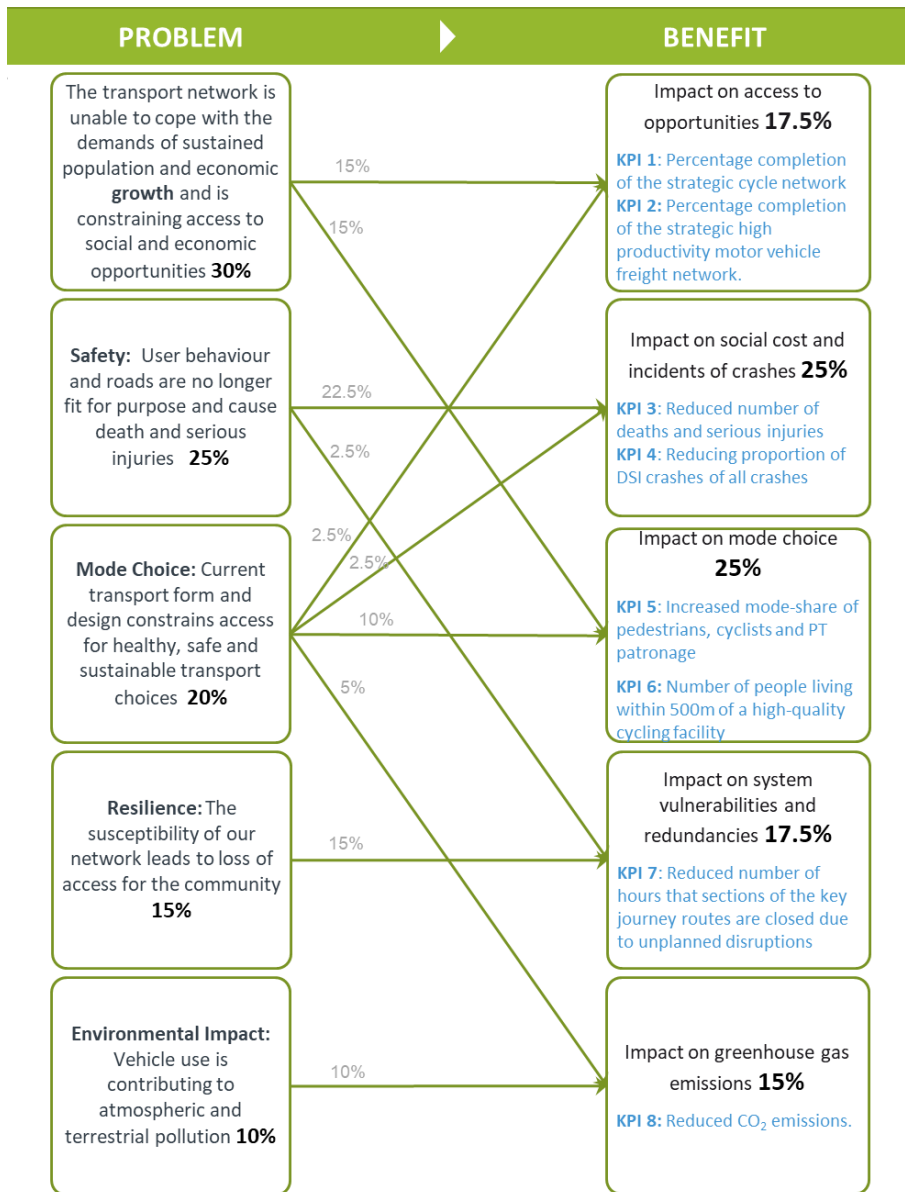 PROBLEM
BENEFIT
The transport network is
unable to cope with the
demands of sustained
population and economic
growth and is
constraining access to
social and economic
opportunities 30%
15%
15%
Impact on access to
opportunities 17.5%
KPI 1: Percentage completion
of the strategic cycle network
KPI 2: Percentage completion
of the strategic high
productivity motor vehicle
freight network.
Safety: User behaviour
and roads are no longer
fit for purpose and cause
death and serious
injuries 25%
22.5%
2.5%
Impact on social cost and
incidents of crashes 25%
KPI 3: Reduced number of
deaths and serious injuries
KPI 4: Reducing proportion of
DSI crashes of all crashes
Mode Choice: Current
transport form and
design constrains access
for healthy, safe and
sustainable transport
choices 20%
2.5%
2.5%
10%
5%
Impact on mode choice
25%
KPI 5: Increased mode-share of
pedestrians, cyclists and PT
patronage
KPI 6: Number of people living
within 500m of a high-quality
cycling facility
Resilience: The
susceptibility of our
network leads to loss of
access for the community
15%
15%
Impact on system
vulnerabilities and
redundancies 17.5%
KPI 7: Reduced number of
hours that sections of the key
journey routes are closed due
to unplanned disruptions
Environmental Impact:
Vehicle use is
contributing to
atmospheric and
terrestrial pollution 10%
10%
Impact on greenhouse gas
emissions 15%
KPI 8: Reduced CO₂ emissions.